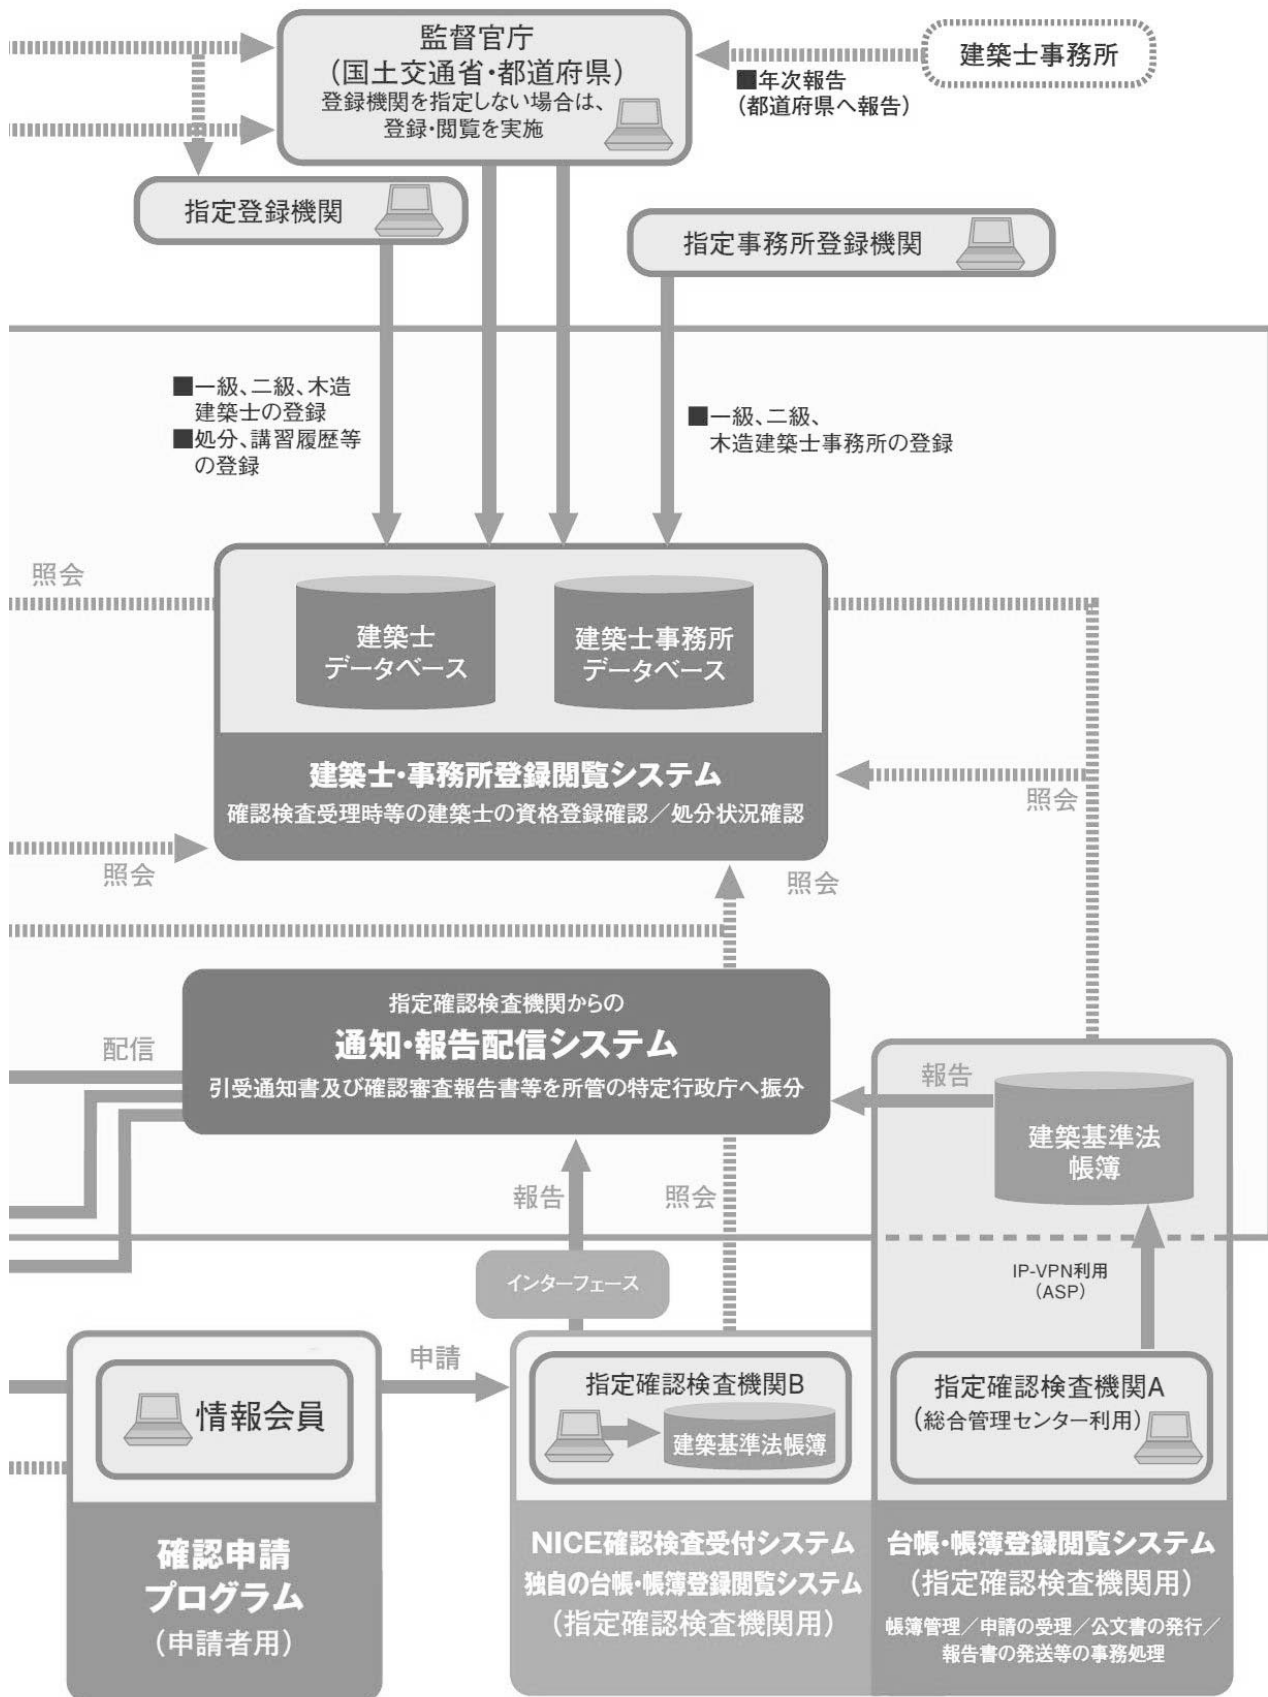 監督官庁
(国土交通省・都道府県)
登録機関を指定しない場合は、
登録・閲覧を実施
建築士事務所
■年次報告
(都道府県へ報告)
指定登録機関
指定事務所登録機関
■一級、二級、木造
建築士の登録
■処分、講習履歴等
の登録
■一級、二級、
木造建築士事務所の登録
照会
建築士
データベース
建築士事務所
データベース
建築士・事務所登録閲覧システム
確認検査受理時等の建築士の資格登録確認／処分状況確認
照会
照会
照会
指定確認検査機関からの
通知・報告配信システム
引受通知書及び確認審査報告書等を所管の特定行政庁へ振分
配信
報告
建築基準法
帳簿
報告
照会
インターフェース
IP-VPN利用
(ASP)
申請
情報会員
確認申請
プログラム
(申請者用)
指定確認検査機関B
建築基準法帳簿
NICE確認検査受付システム
独自の台帳・帳簿登録閲覧システム
(指定確認検査機関用)
指定確認検査機関A
(総合管理センター利用)
台帳・帳簿登録閲覧システム
(指定確認検査機関用)
帳簿管理／申請の受理／公文書の発行／
報告書の発送等の事務処理